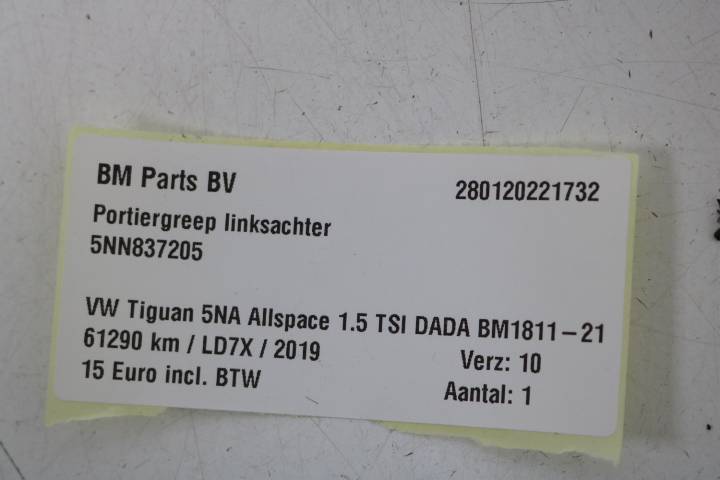 BM Parts BV 280120221732
Portiergreep linksachter
5NN837205
VW Tiguan 5NA Allspace 1.5 TSI DADA BM1811-21
61290 km / LD7X / 2019 Verz: 10
15 Euro incl. BTW Aantal: 1